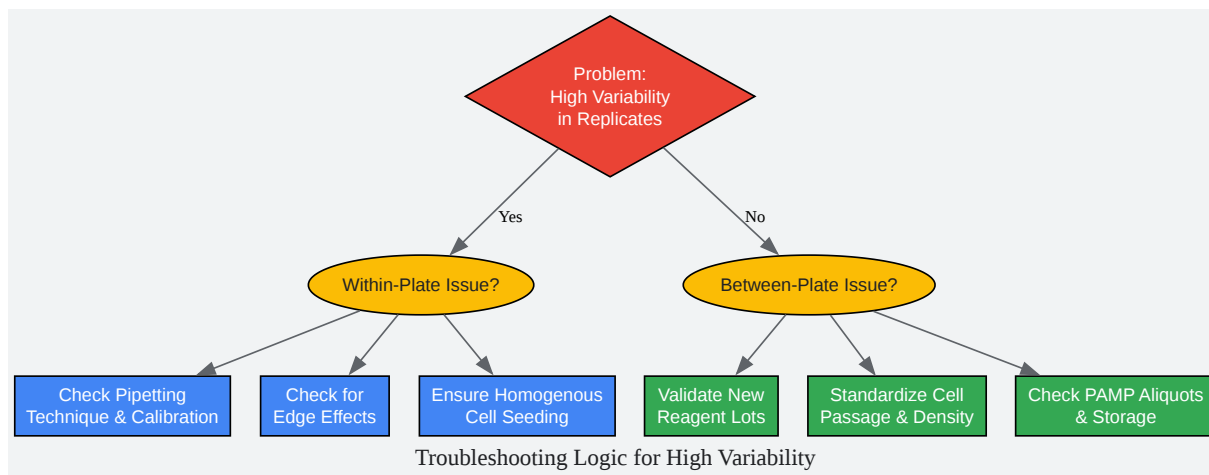 Problem:
High Variability
in Replicates
Yes
No
Within-Plate Issue?
Between-Plate Issue?
Check Pipetting
Technique & Calibration
Check for
Edge Effects
Ensure Homogenous
Cell Seeding
Validate New
Reagent Lots
Standardize Cell
Passage & Density
Check PAMP Aliquots
& Storage
Troubleshooting Logic for High Variability